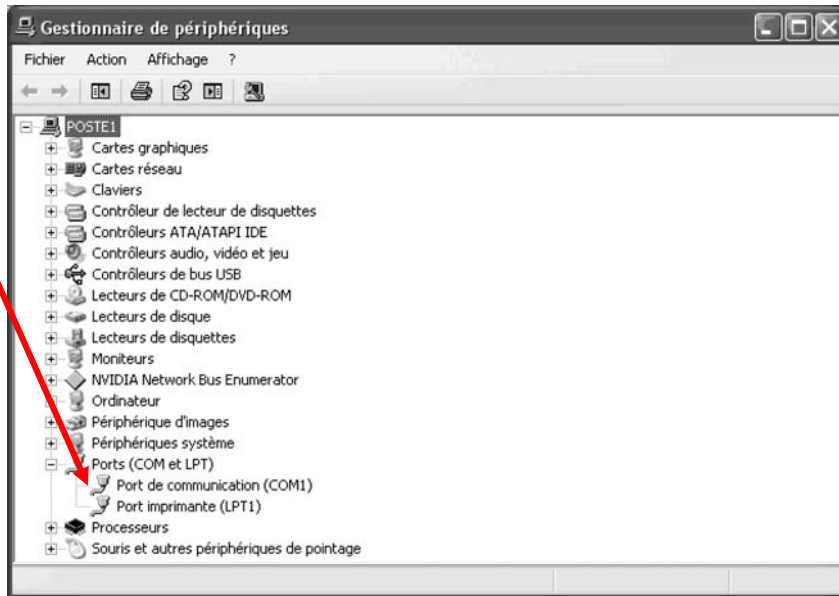 Gestionnaire de périphériques
Fichier Action Affichage ?
POSTE1
Cartes graphiques
Cartes réseau
Claviers
Contrôleur de lecteur de disquettes
Contrôleurs ATA/ATAPI IDE
Contrôleurs audio, vidéo et jeu
Contrôleurs de bus USB
Lecteurs de CD-ROM/DVD-ROM
Lecteurs de disque
Lecteurs de disquettes
Moniteurs
NVIDIA Network Bus Enumerator
Ordinateur
Périphérique d'images
Périphériques système
Ports (COM et LPT)
Port de communication (COM1)
Port imprimante (LPT1)
Processeurs
Souris et autres périphériques de pointage